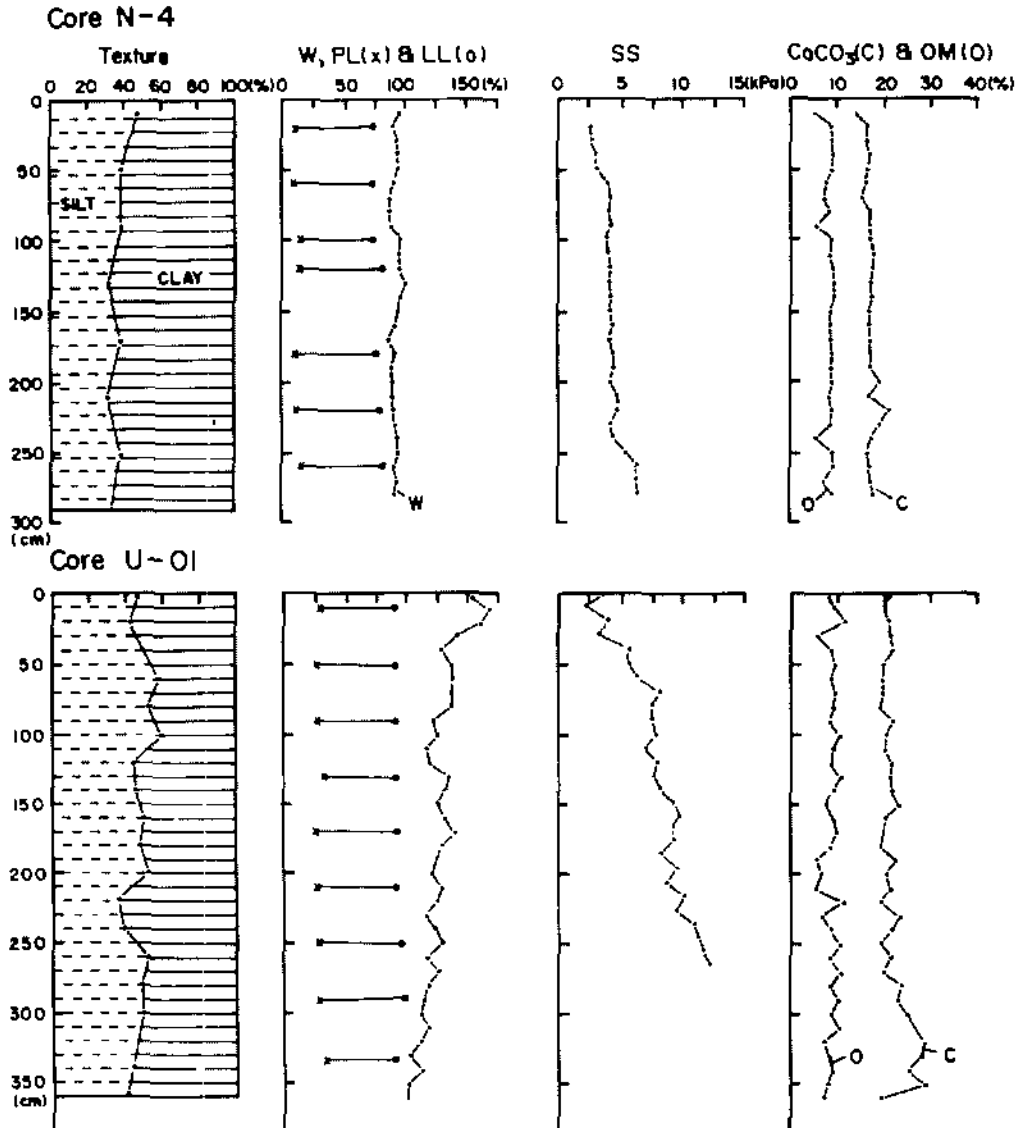 Core N-4
Texture
W, PL(x) & LL(o)
SS
CaCO3(C) & OM(O)
0 20 40 60 80 100(%)
0 50 100 150(%)
0 5 10 15(kPa)
0 10 20 30 40(%)
0
50
100
150
200
250
300
(cm)
SILT
CLAY
W
O
C
Core U-01
0
50
100
150
200
250
300
350
(cm)
O
C